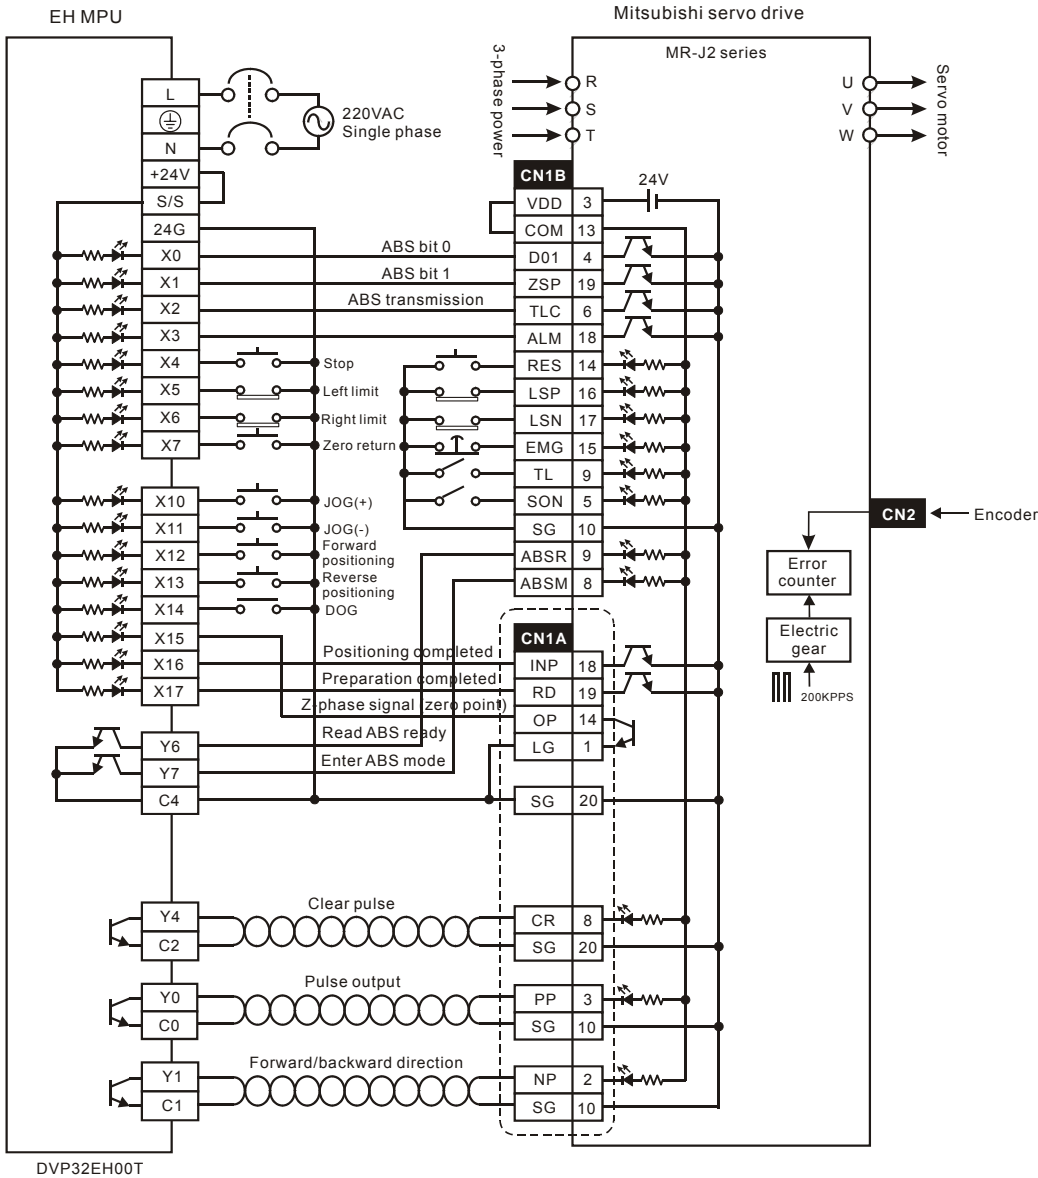 EH MPU
Mitsubishi servo drive
MR-J2 series
3-phase power
R
S
T
U
V
W
Servo motor
L
N
220VAC
Single phase
+24V
S/S
24G
X0
X1
X2
X3
X4
X5
X6
X7
X10
X11
X12
X13
X14
X15
X16
X17
Y6
Y7
C4
Y4
C2
Y0
C0
Y1
C1
ABS bit 0
ABS bit 1
ABS transmission
Stop
Left limit
Right limit
Zero return
JOG(+)
JOG(-)
Forward
positioning
Reverse
positioning
DOG
Positioning completed
Preparation completed
Z-phase signal (zero point)
Read ABS ready
Enter ABS mode
Clear pulse
Pulse output
Forward/backward direction
CN1B
24V
VDD 3
COM 13
D01 4
ZSP 19
TLC 6
ALM 18
RES 14
LSP 16
LSN 17
EMG 15
TL 9
SON 5
SG 10
ABSR 9
ABSM 8
CN1A
INP 18
RD 19
OP 14
LG 1
SG 20
CR 8
SG 20
PP 3
SG 10
NP 2
SG 10
CN2
Encoder
Error
counter
Electric
gear
200KPPS
DVP32EH00T